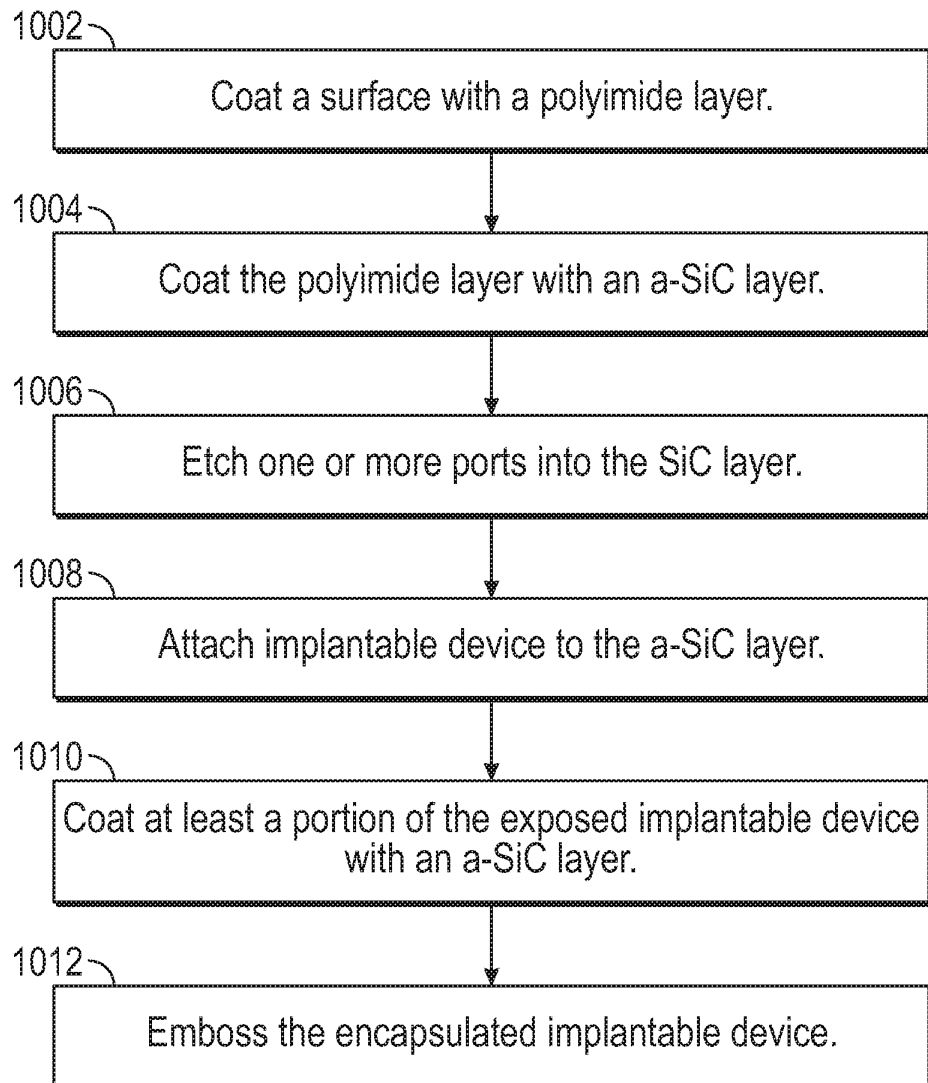 1002
Coat a surface with a polyimide layer.
1004
Coat the polyimide layer with an a-SiC layer.
1006
Etch one or more ports into the SiC layer.
1008
Attach implantable device to the a-SiC layer.
1010
Coat at least a portion of the exposed implantable device
with an a-SiC layer.
1012
Emboss the encapsulated implantable device.